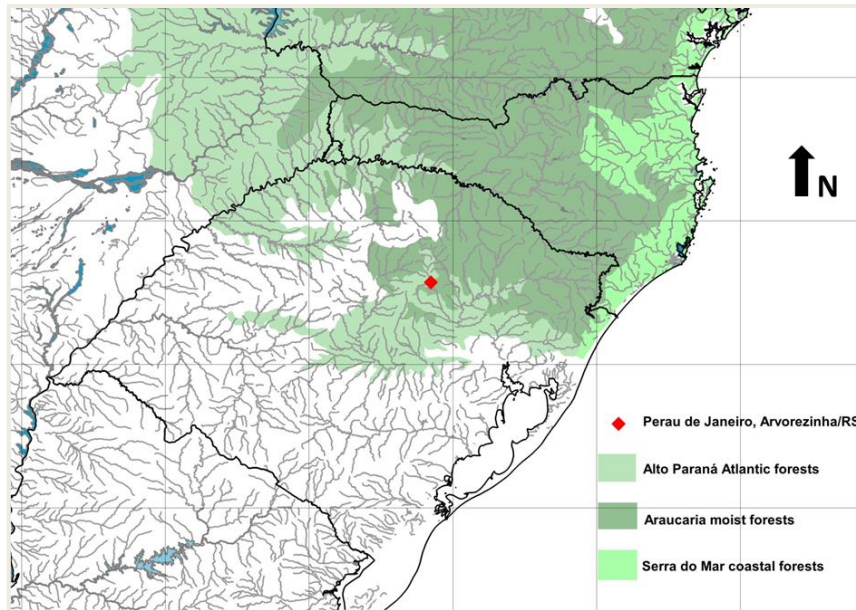 N
Perau de Janeiro, Arvorezinha/RS
Alto Paraná Atlantic forests
Araucaria moist forests
Serra do Mar coastal forests